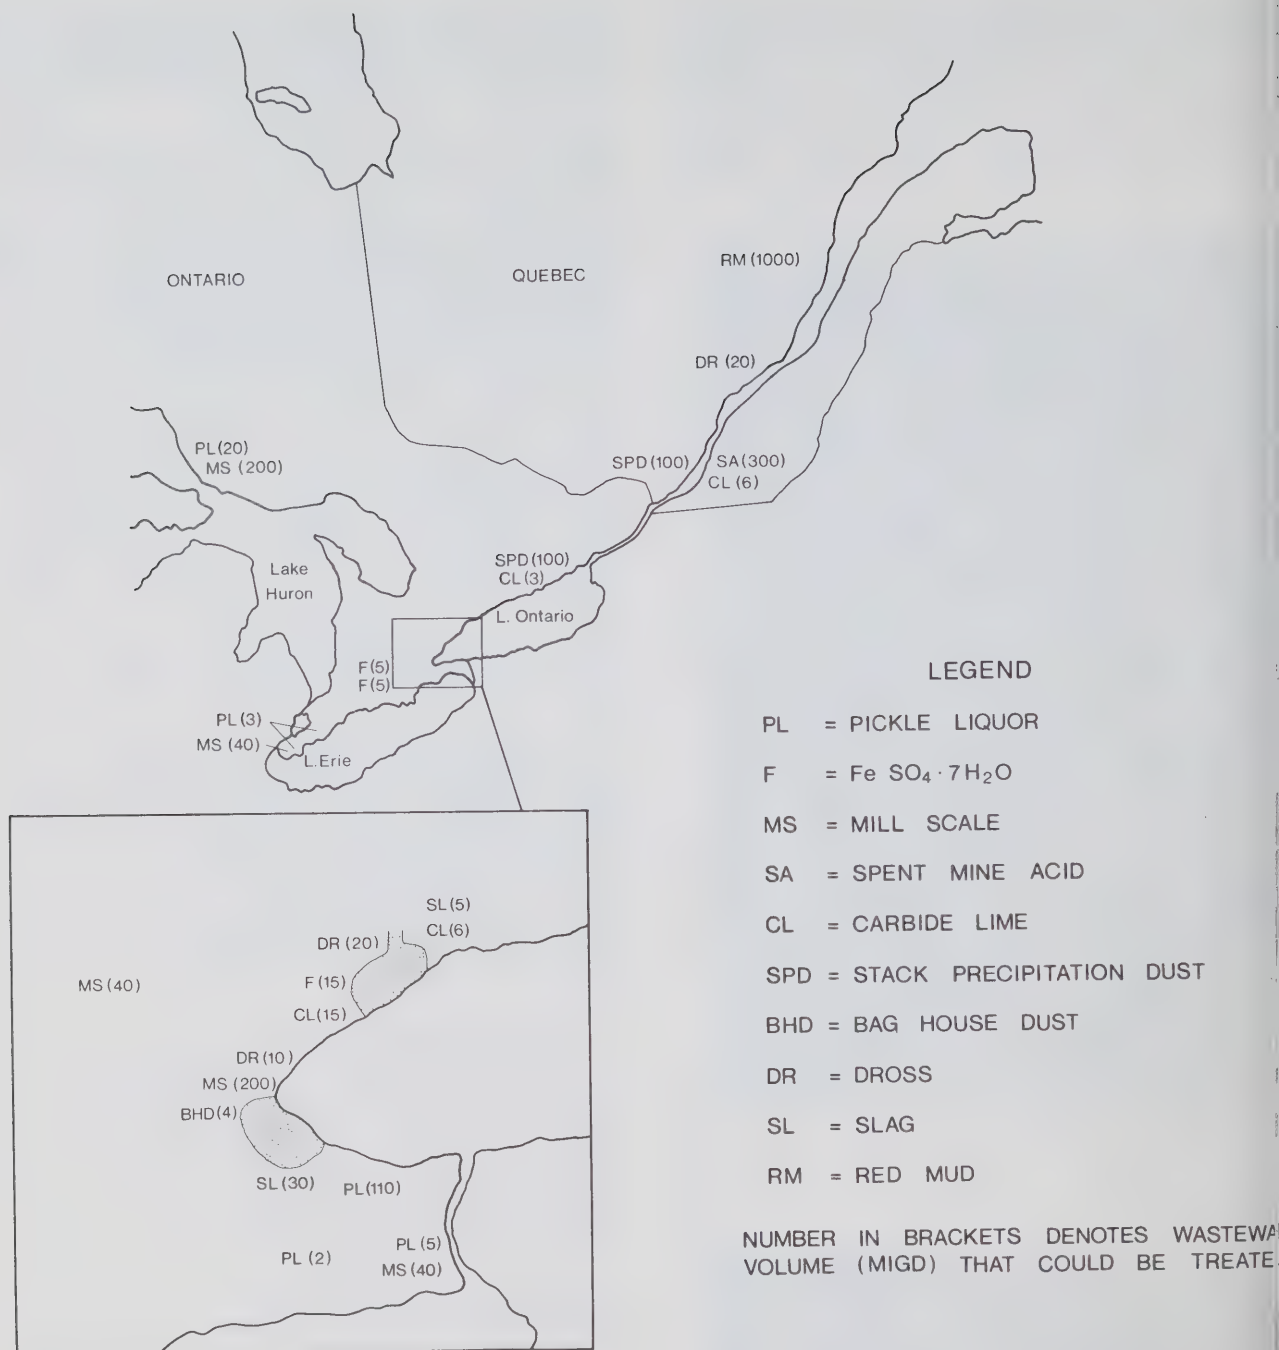 ONTARIO
QUEBEC
RM (1000)
DR (20)
PL(20)
MS (200)
SPD (100)
SA(300)
CL (6)
SPD(100)
CL(3)
Lake
Huron
L. Ontario
F(5)
F(5)
PL(3)
MS (40)
L.Erie
SL(5)
CL(6)
DR (20)
F(15)
CL(15)
MS(40)
DR(10)
MS (200)
BHD(4)
SL(30)
PL(110)
PL (2)
PL(5)
MS(40)
LEGEND
PL = PICKLE LIQUOR
F = Fe SO₄ · 7H₂O
MS = MILL SCALE
SA = SPENT MINE ACID
CL = CARBIDE LIME
SPD = STACK PRECIPITATION DUST
BHD = BAG HOUSE DUST
DR = DROSS
SL = SLAG
RM = RED MUD
NUMBER IN BRACKETS DENOTES
VOLUME (MIGD) THAT COULD BE